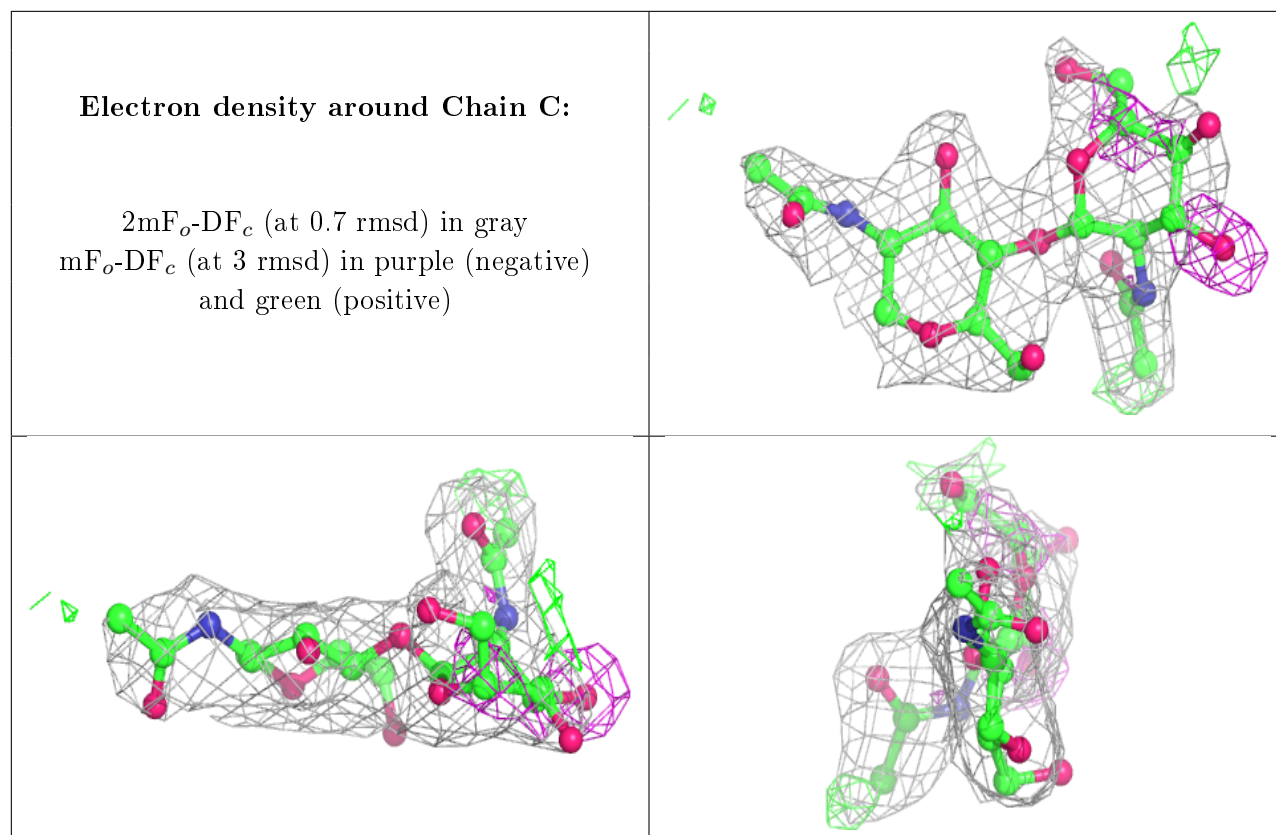 Electron density around Chain C:
2mFo-DFc (at 0.7 rmsd) in gray
mFo-DFc (at 3 rmsd) in purple (negative)
and green (positive)